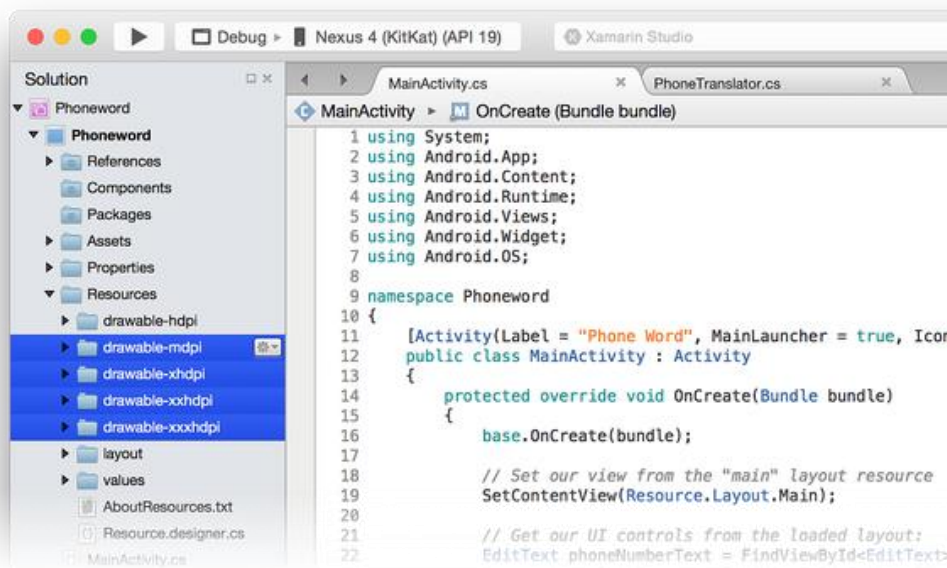 Debug
Nexus 4 (KitKat) (API 19)
Xamarin Studio
Solution
Phoneword
Phoneword
References
Components
Packages
Assets
Properties
Resources
drawable-hdpi
drawable-mdpi
drawable-xhdpi
drawable-xxhdpi
drawable-xxxhdpi
layout
values
AboutResources.txt
Resource.designer.cs
MainActivity.cs
MainActivity.cs
PhoneTranslator.cs
MainActivity
M OnCreate (Bundle bundle)
1 using System;
2 using Android.App;
3 using Android.Content;
4 using Android.Runtime;
5 using Android.Views;
6 using Android.Widget;
7 using Android.OS;
8
9 namespace Phoneword
10 {
11 [Activity(Label = "Phone Word", MainLauncher = true, Icon
12 public class MainActivity : Activity
13 {
14 protected override void OnCreate(Bundle bundle)
15 {
16 base.OnCreate(bundle);
17
18 // Set our view from the "main" layout resource
19 SetContentView(Resource.Layout.Main);
20
21 // Get our UI controls from the loaded layout:
22 EditText phoneNumberText = FindViewById<EditText>